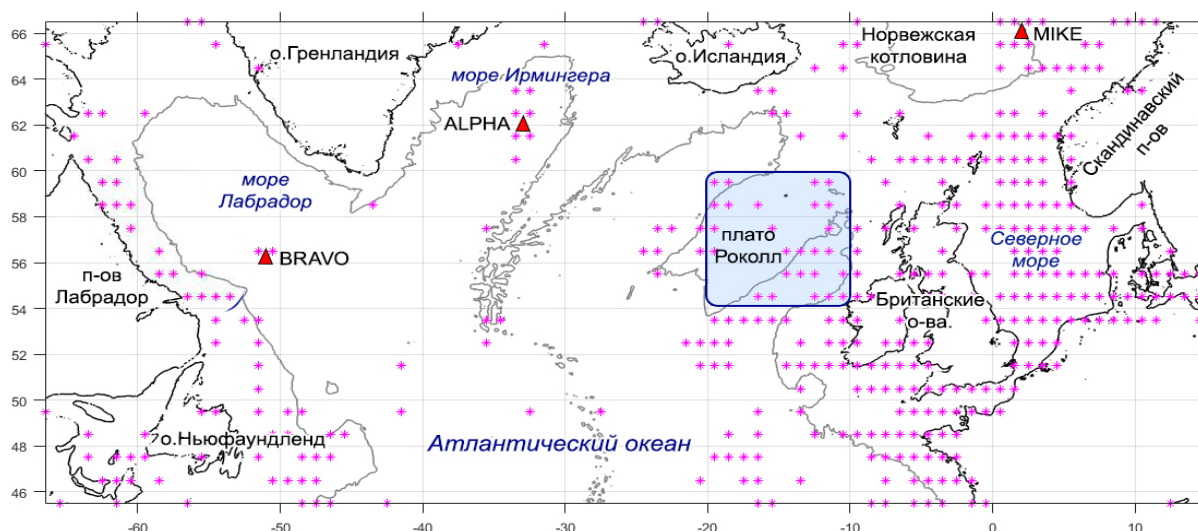 66
64
62
60
58
56
54
52
50
48
46
о.Гренландия
море Ирмингера
о.Исландия
Норвежская
котловина
MIKE
ALPHA
Скандинавский
п-ов
море
Лабрадор
BRAVO
п-ов
Лабрадор
плато
Роколл
Северное
море
Британские
о-ва.
о.Ньюфаундленд
Атлантический океан
-60
-50
-40
-30
-20
-10
0
10